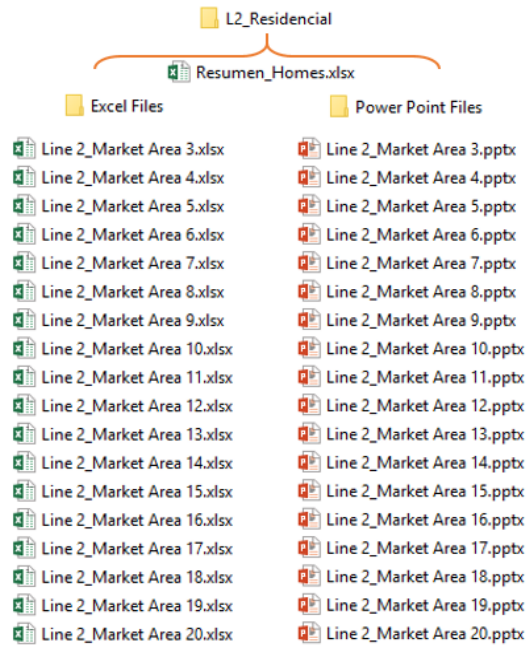 L2_Residencial
Resumen_Homes.xlsx
Excel Files
Power Point Files
Line 2_Market Area 3.xlsx
Line 2_Market Area 4.xlsx
Line 2_Market Area 5.xlsx
Line 2_Market Area 6.xlsx
Line 2_Market Area 7.xlsx
Line 2_Market Area 8.xlsx
Line 2_Market Area 9.xlsx
Line 2_Market Area 10.xlsx
Line 2_Market Area 11.xlsx
Line 2_Market Area 12.xlsx
Line 2_Market Area 13.xlsx
Line 2_Market Area 14.xlsx
Line 2_Market Area 15.xlsx
Line 2_Market Area 16.xlsx
Line 2_Market Area 17.xlsx
Line 2_Market Area 18.xlsx
Line 2_Market Area 19.xlsx
Line 2_Market Area 20.xlsx
Line 2_Market Area 3.pptx
Line 2_Market Area 4.pptx
Line 2_Market Area 5.pptx
Line 2_Market Area 6.pptx
Line 2_Market Area 7.pptx
Line 2_Market Area 8.pptx
Line 2_Market Area 9.pptx
Line 2_Market Area 10.pptx
Line 2_Market Area 11.pptx
Line 2_Market Area 12.pptx
Line 2_Market Area 13.pptx
Line 2_Market Area 14.pptx
Line 2_Market Area 15.pptx
Line 2_Market Area 16.pptx
Line 2_Market Area 17.pptx
Line 2_Market Area 18.pptx
Line 2_Market Area 19.pptx
Line 2_Market Area 20.pptx